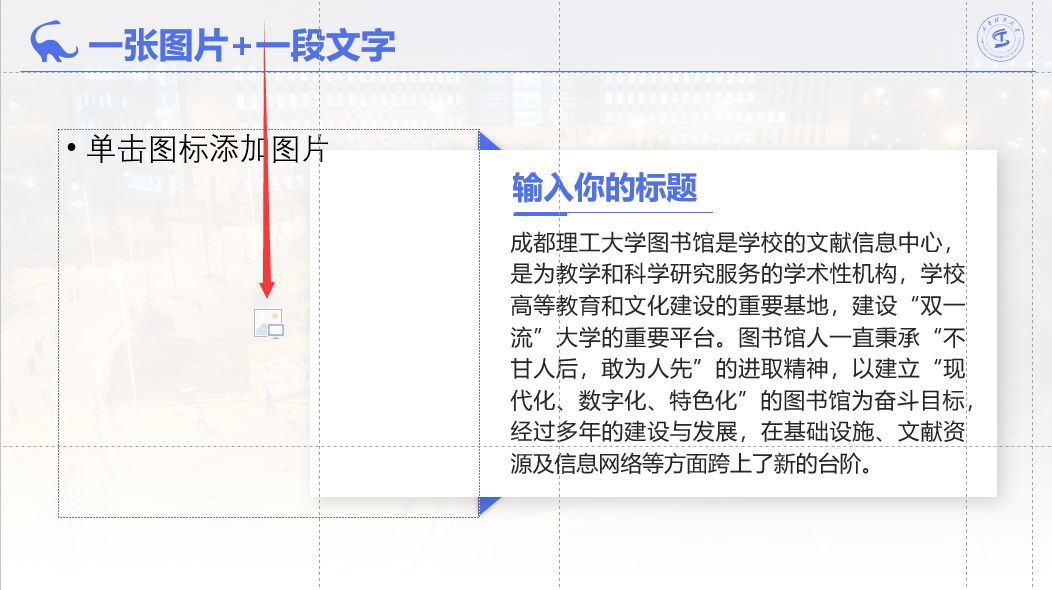 一张图片+一段文字
• 单击图标添加图片
输入你的标题
成都理工大学图书馆是学校的文献信息中心，
是为教学和科学研究服务的学术性机构，学校
高等教育和文化建设的重要基地，建设“双一
流”大学的重要平台。图书馆人一直秉承“不
甘人后，敢为人先”的进取精神，以建立“现
代化、数字化、特色化”的图书馆为奋斗目标，
经过多年的建设与发展，在基础设施、文献资
源及信息网络等方面跨上了新的台阶。